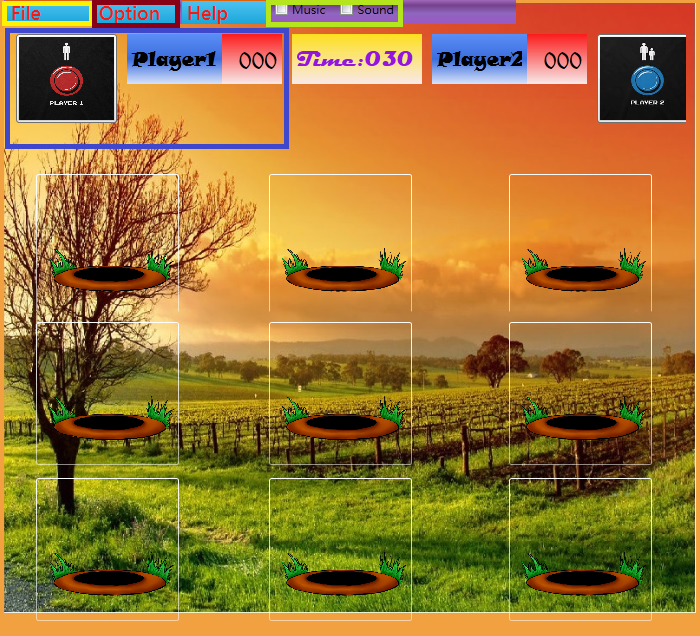 File Option Help Music Sound
Player1 000 Time:030 Player2 000
PLAYER 1 PLAYER 2